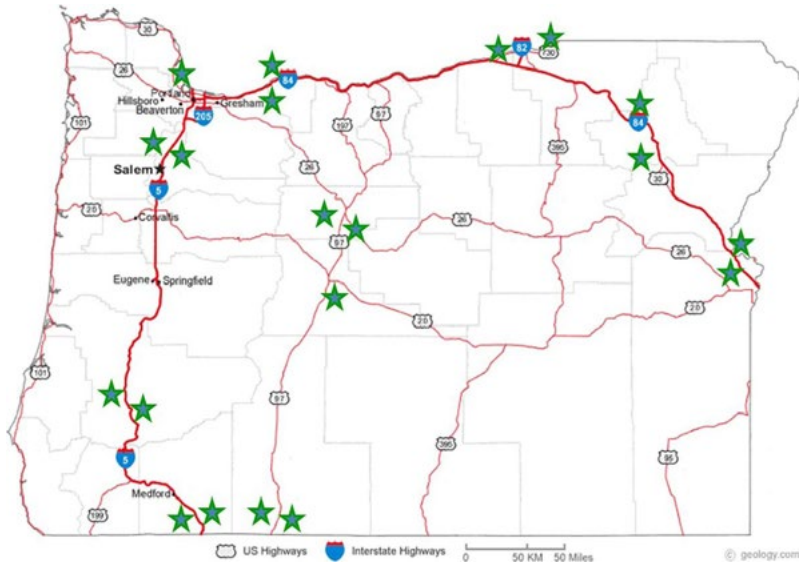 30
82
730
26
Portland
84
Hillsboro
Gresham
Beaverton
97
101
205
197
84
395
Salem
26
30
5
20
Corvallis
26
97
26
Eugene
Springfield
20
20
101
97
395
5
95
Medford
199
US Highways
Interstate Highways
0
50 KM
50 Miles
© geology.com